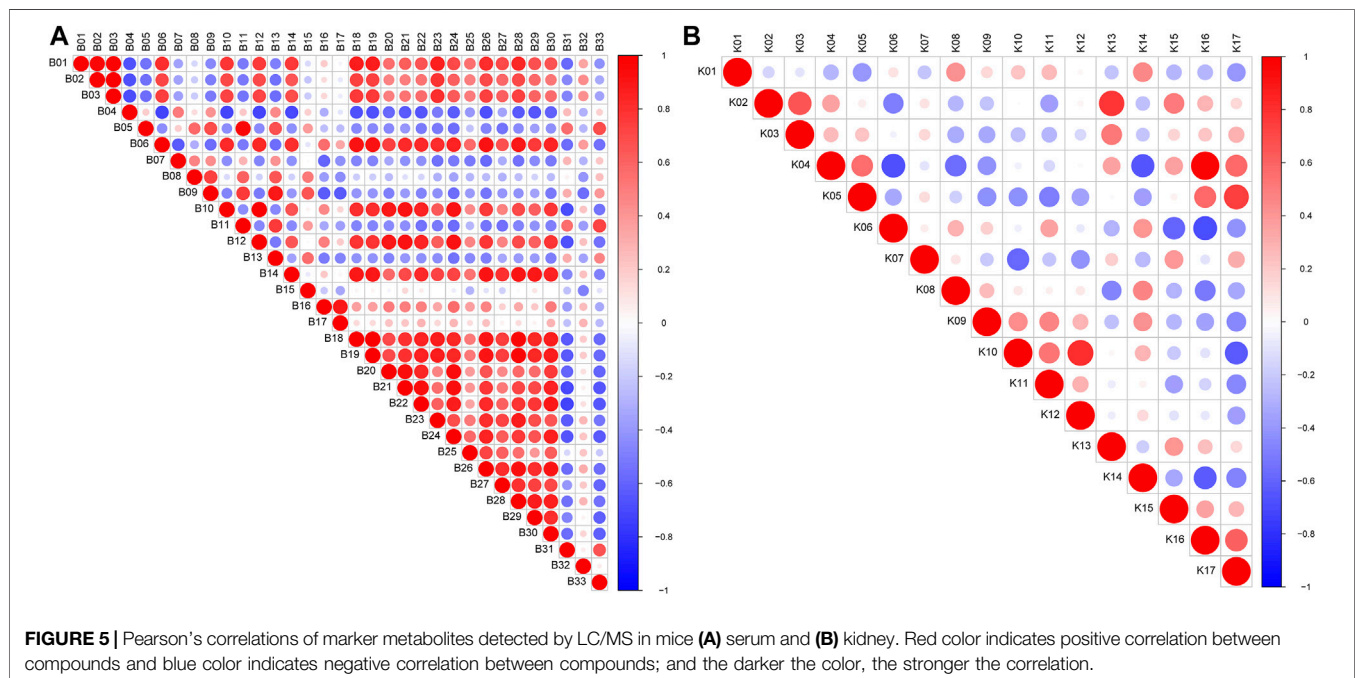 A
B01 B02 B03 B04 B05 B06 B07 B08 B09 B10 B11 B12 B13 B14 B15 B16 B17 B18 B19 B20 B21 B22 B23 B24 B25 B26 B27 B28 B29 B30 B31 B32 B33
B01
B02
B03
B04
B05
B06
B07
B08
B09
B10
B11
B12
B13
B14
B15
B16
B17
B18
B19
B20
B21
B22
B23
B24
B25
B26
B27
B28
B29
B30
B31
B32
B33
1
0.8
0.6
0.4
0.2
0
−0.2
−0.4
−0.6
−0.8
−1
B
K01 K02 K03 K04 K05 K06 K07 K08 K09 K10 K11 K12 K13 K14 K15 K16 K17
K01
K02
K03
K04
K05
K06
K07
K08
K09
K10
K11
K12
K13
K14
K15
K16
K17
1
0.8
0.6
0.4
0.2
0
−0.2
−0.4
−0.6
−0.8
−1
FIGURE 5 | Pearson's correlations of marker metabolites detected by LC/MS in mice (A) serum and (B) kidney. Red color indicates positive correlation between
compounds and blue color indicates negative correlation between compounds; and the darker the color, the stronger the correlation.